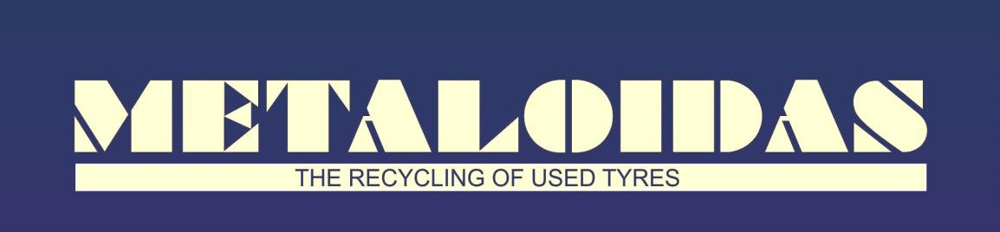 METALOIDAS
THE RECYCLING OF USED TYRES